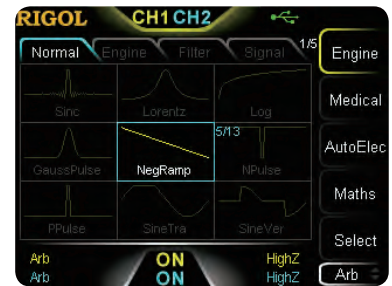 RIGOL CH1 CH2
Normal Engine Filter Signal 1/5 Engine
Sinc Lorentz Log
Medical
5/13
AutoElec
GaussPulse NegRamp NPulse
Maths
PPulse SineTra SineVer
Select
Arb ON HighZ
Arb ON HighZ Arb